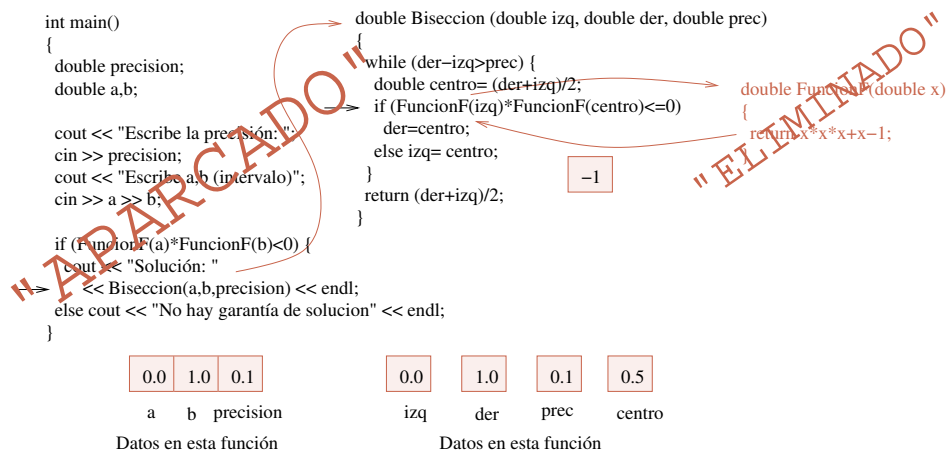 int main()
{
double precision;
double a,b;
cout << "Escribe la precisión: ";
cin >> precision;
cout << "Escribe a,b (intervalo)";
cin >> a >> b;
if (FuncionF(a)*FuncionF(b)<0) {
cout << "Solución: "
<< Biseccion(a,b,precision) << endl;
else cout << "No hay garantía de solucion" << endl;
}
"APARCADO"
double Biseccion (double izq, double der, double prec)
{
while (der−izq>prec) {
double centro= (der+izq)/2;
if (FuncionF(izq)*FuncionF(centro)<=0)
der=centro;
else izq= centro;
}
return (der+izq)/2;
}
−1
double FuncionF(double x)
{
return x*x*x+x−1;
}
"ELIMINADO"
0.0 1.0 0.1
a b precision
Datos en esta función
0.0 1.0 0.1 0.5
izq der prec centro
Datos en esta función